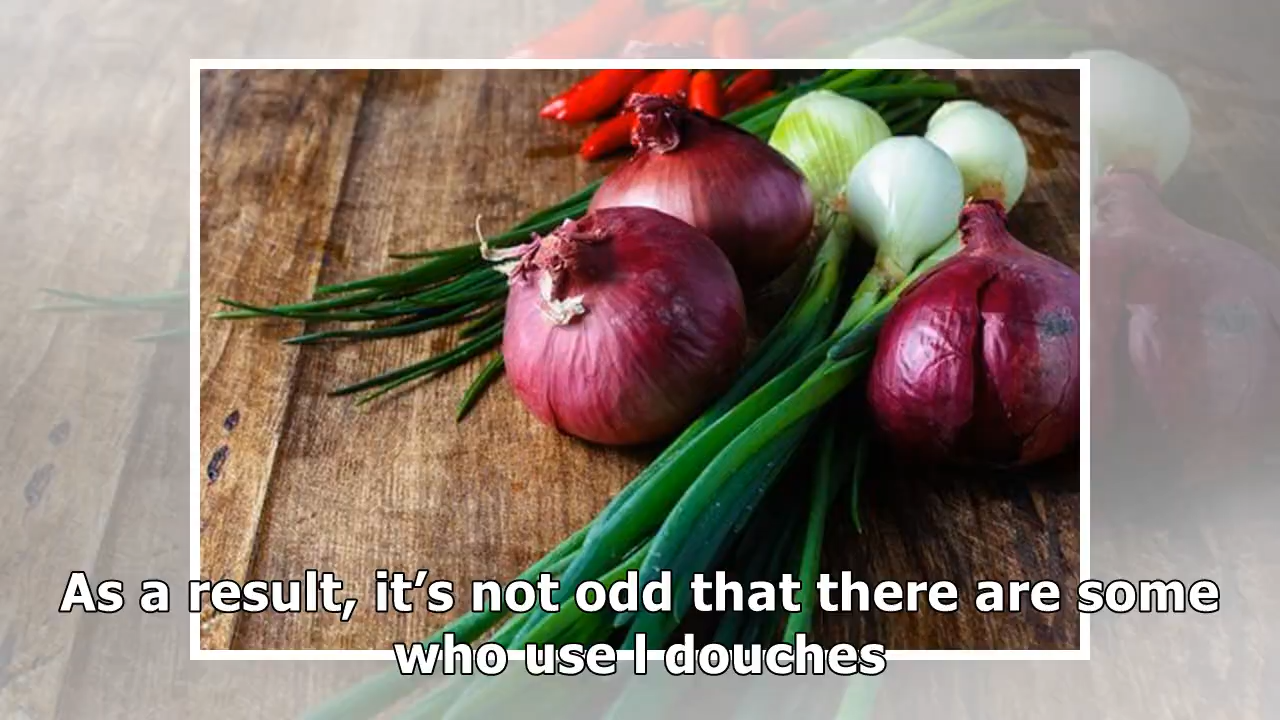 As a result, it’s not odd that there are some
who use l douches